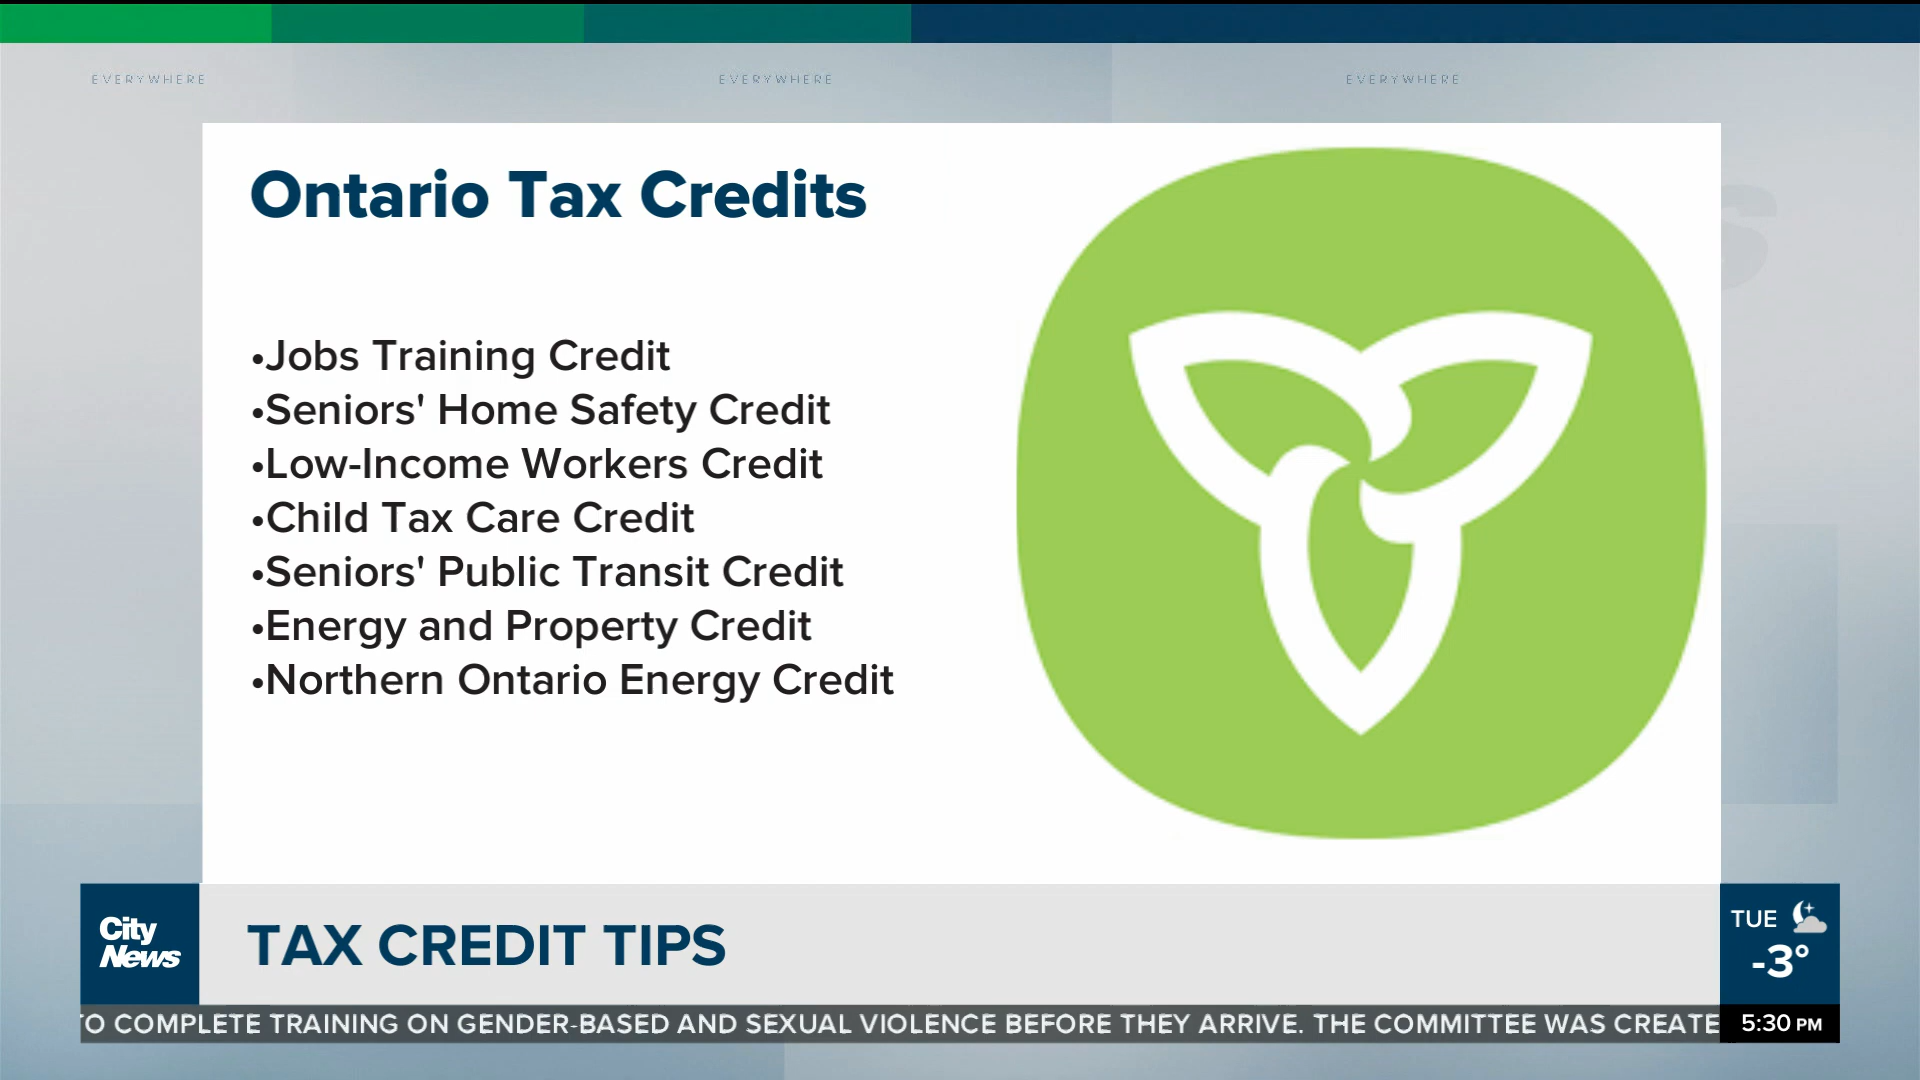 EVERYWHERE EVERYWHERE EVERYWHERE
Ontario Tax Credits
•Jobs Training Credit
•Seniors' Home Safety Credit
•Low-Income Workers Credit
•Child Tax Care Credit
•Seniors' Public Transit Credit
•Energy and Property Credit
•Northern Ontario Energy Credit
City
News
TAX CREDIT TIPS
TUE
-3°
TO COMPLETE TRAINING ON GENDER-BASED AND SEXUAL VIOLENCE BEFORE THEY ARRIVE. THE COMMITTEE WAS CREATE
5:30 PM